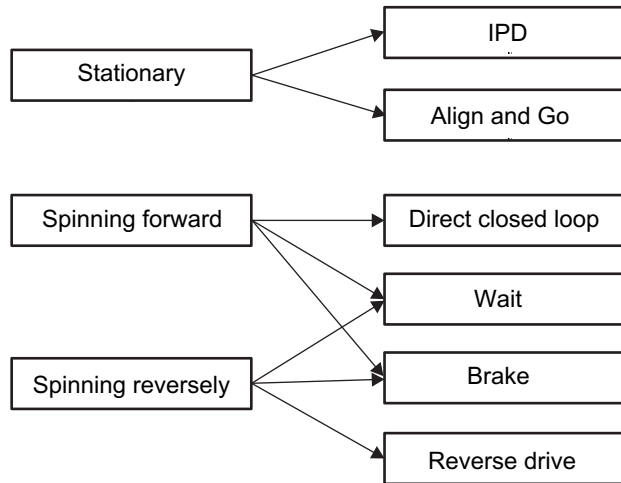 Stationary
IPD
Align and Go
Spinning forward
Direct closed loop
Wait
Spinning reversely
Brake
Reverse drive